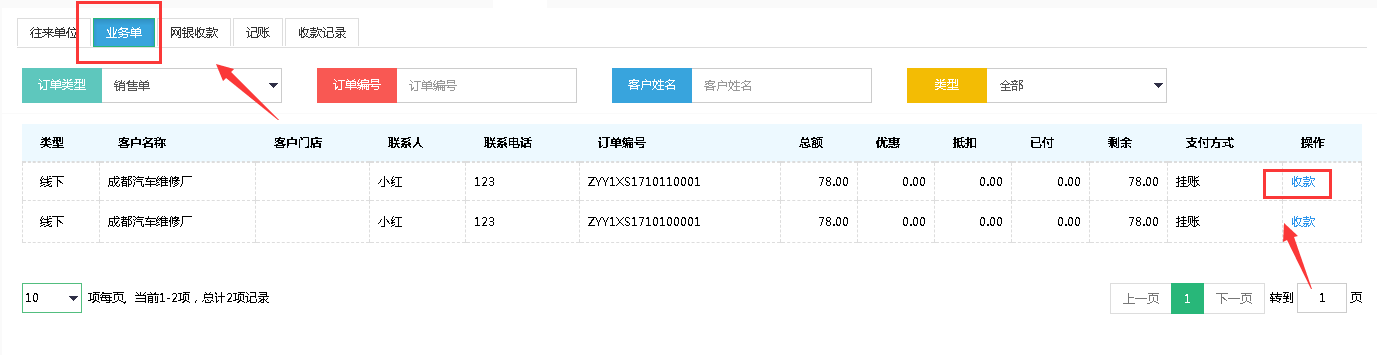 往来单位 业务单 网银收款 记账 收款记录
订单类型 销售单 订单编号 订单编号 客户姓名 客户姓名 类型 全部
类型 客户名称 客户门店 联系人 联系电话 订单编号 总额 优惠 抵扣 已付 剩余 支付方式 操作
线下 成都汽车维修厂 小红 123 ZYY1XS1710110001 78.00 0.00 0.00 0.00 78.00 挂账 收款
线下 成都汽车维修厂 小红 123 ZYY1XS1710100001 78.00 0.00 0.00 0.00 78.00 挂账 收款
10 项每页, 当前1-2项，总计2项记录 上一页 1 下一页 转到 1 页